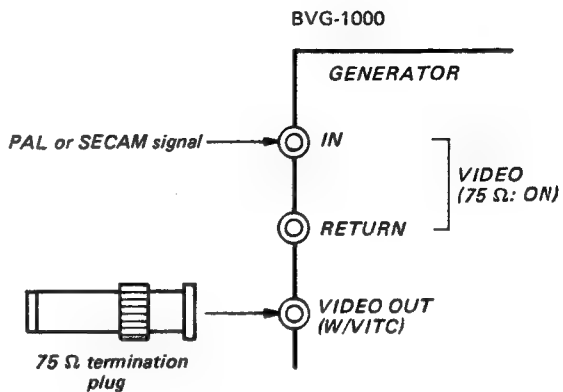 BVG-1000
GENERATOR
PAL or SECAM signal
IN
VIDEO
(75 Ω: ON)
RETURN
VIDEO OUT
(W/VITC)
75 Ω termination
plug